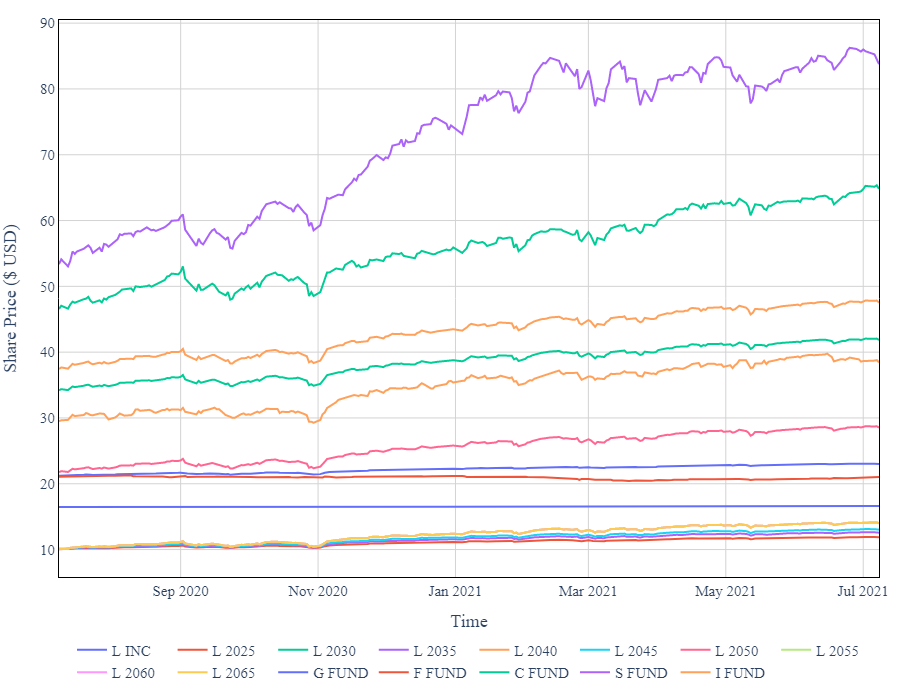 90
80
70
60
50
40
30
20
10
Share Price ($ USD)
Sep 2020 Nov 2020 Jan 2021 Mar 2021 May 2021 Jul 2021
Time
L INC L 2025 L 2030 L 2035 L 2040 L 2045 L 2050 L 2055
L 2060 L 2065 G FUND F FUND C FUND S FUND I FUND